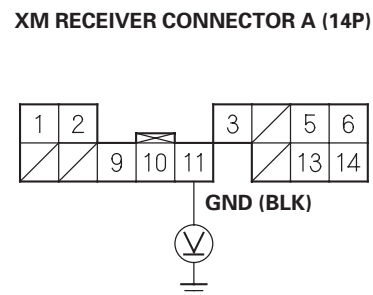 XM RECEIVER CONNECTOR A (14P)
1 2 3 5 6
9 10 11 13 14
GND (BLK)
V